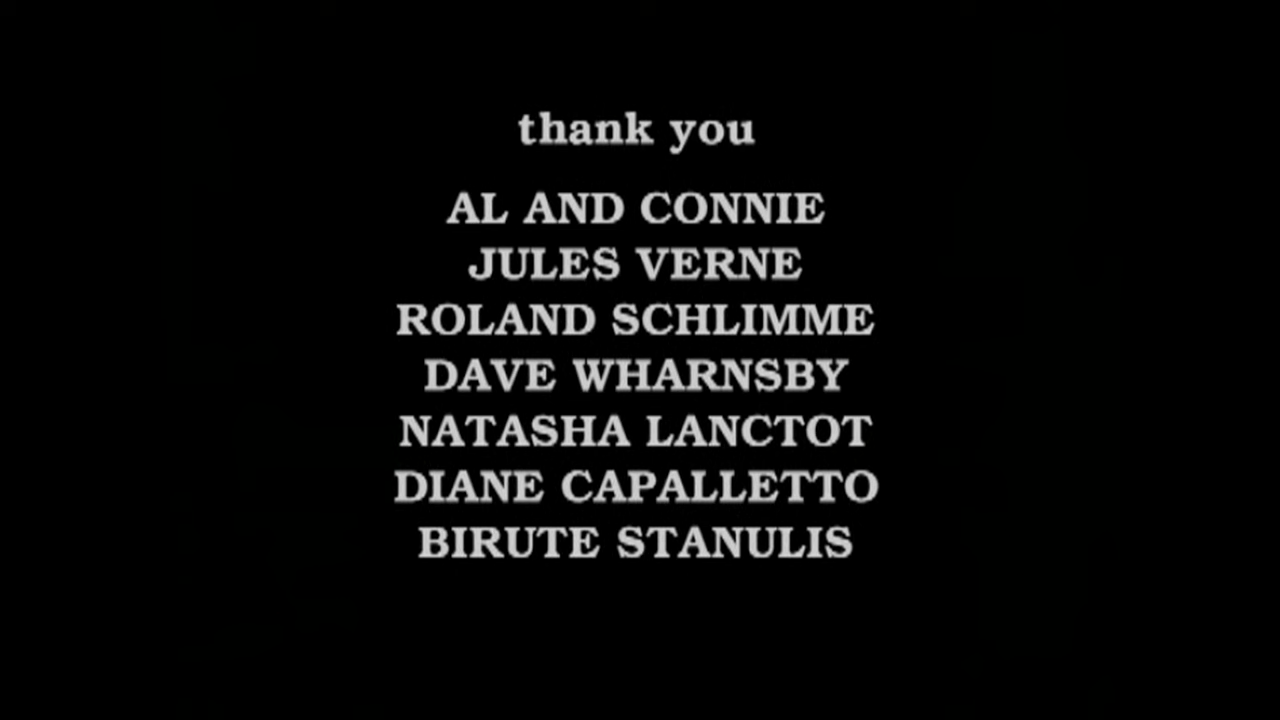 thank you
AL AND CONNIE
JULES VERNE
ROLAND SCHLIMME
DAVE WHARNSBY
NATASHA LANCTOT
DIANE CAPALLETTO
BIRUTE STANULIS